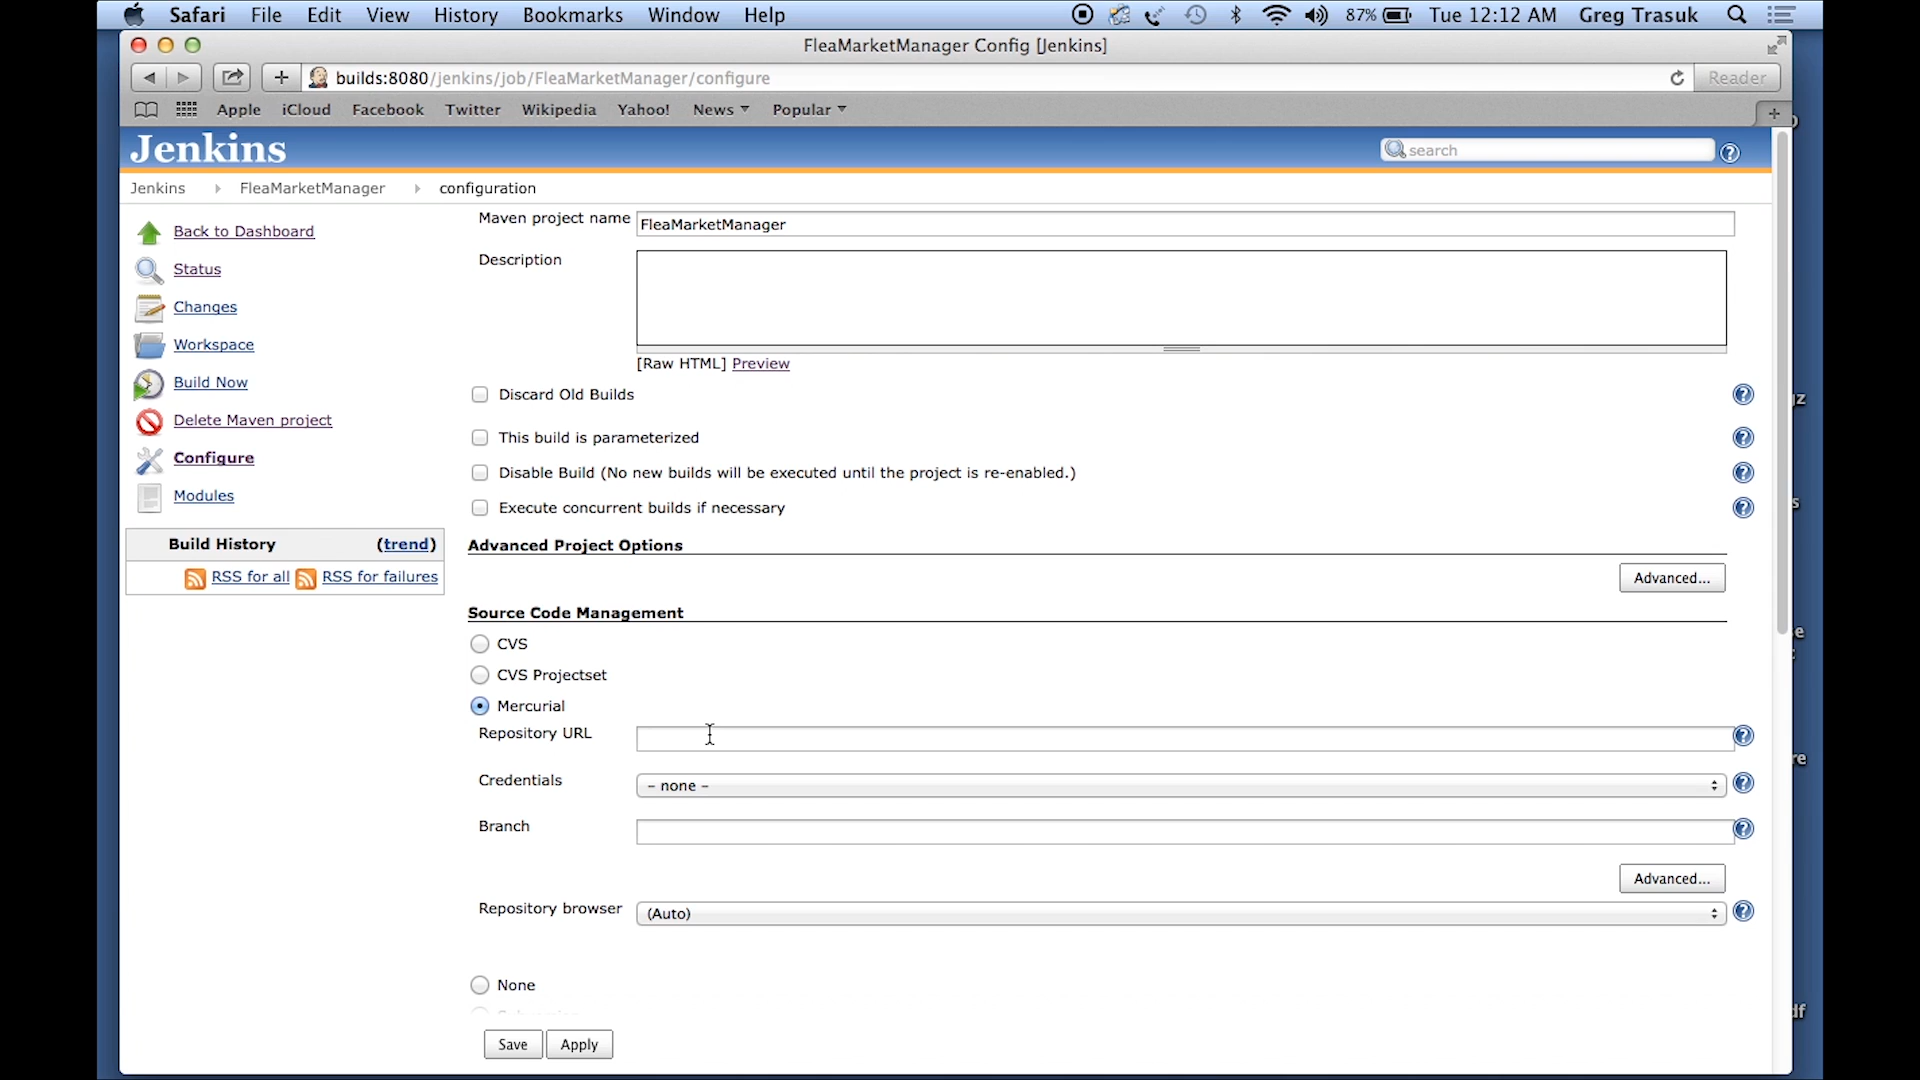 Safari File Edit View History Bookmarks Window Help 87% Tue 12:12 AM Greg Trasuk
FleaMarketManager Config [Jenkins]
builds:8080/jenkins/job/FleaMarketManager/configure Reader
Apple iCloud Facebook Twitter Wikipedia Yahoo! News Popular
Jenkins search
Jenkins FleaMarketManager configuration
Maven project name FleaMarketManager
Back to Dashboard
Description
Status
Changes
Workspace
[Raw HTML] Preview
Build Now
Discard Old Builds
Delete Maven project
This build is parameterized
Configure
Disable Build (No new builds will be executed until the project is re-enabled.)
Modules
Execute concurrent builds if necessary
Build History (trend)
Advanced Project Options
RSS for all RSS for failures
Advanced...
Source Code Management
CVS
CVS Projectset
Mercurial
Repository URL
Credentials - none -
Branch
Advanced...
Repository browser (Auto)
None
Save Apply